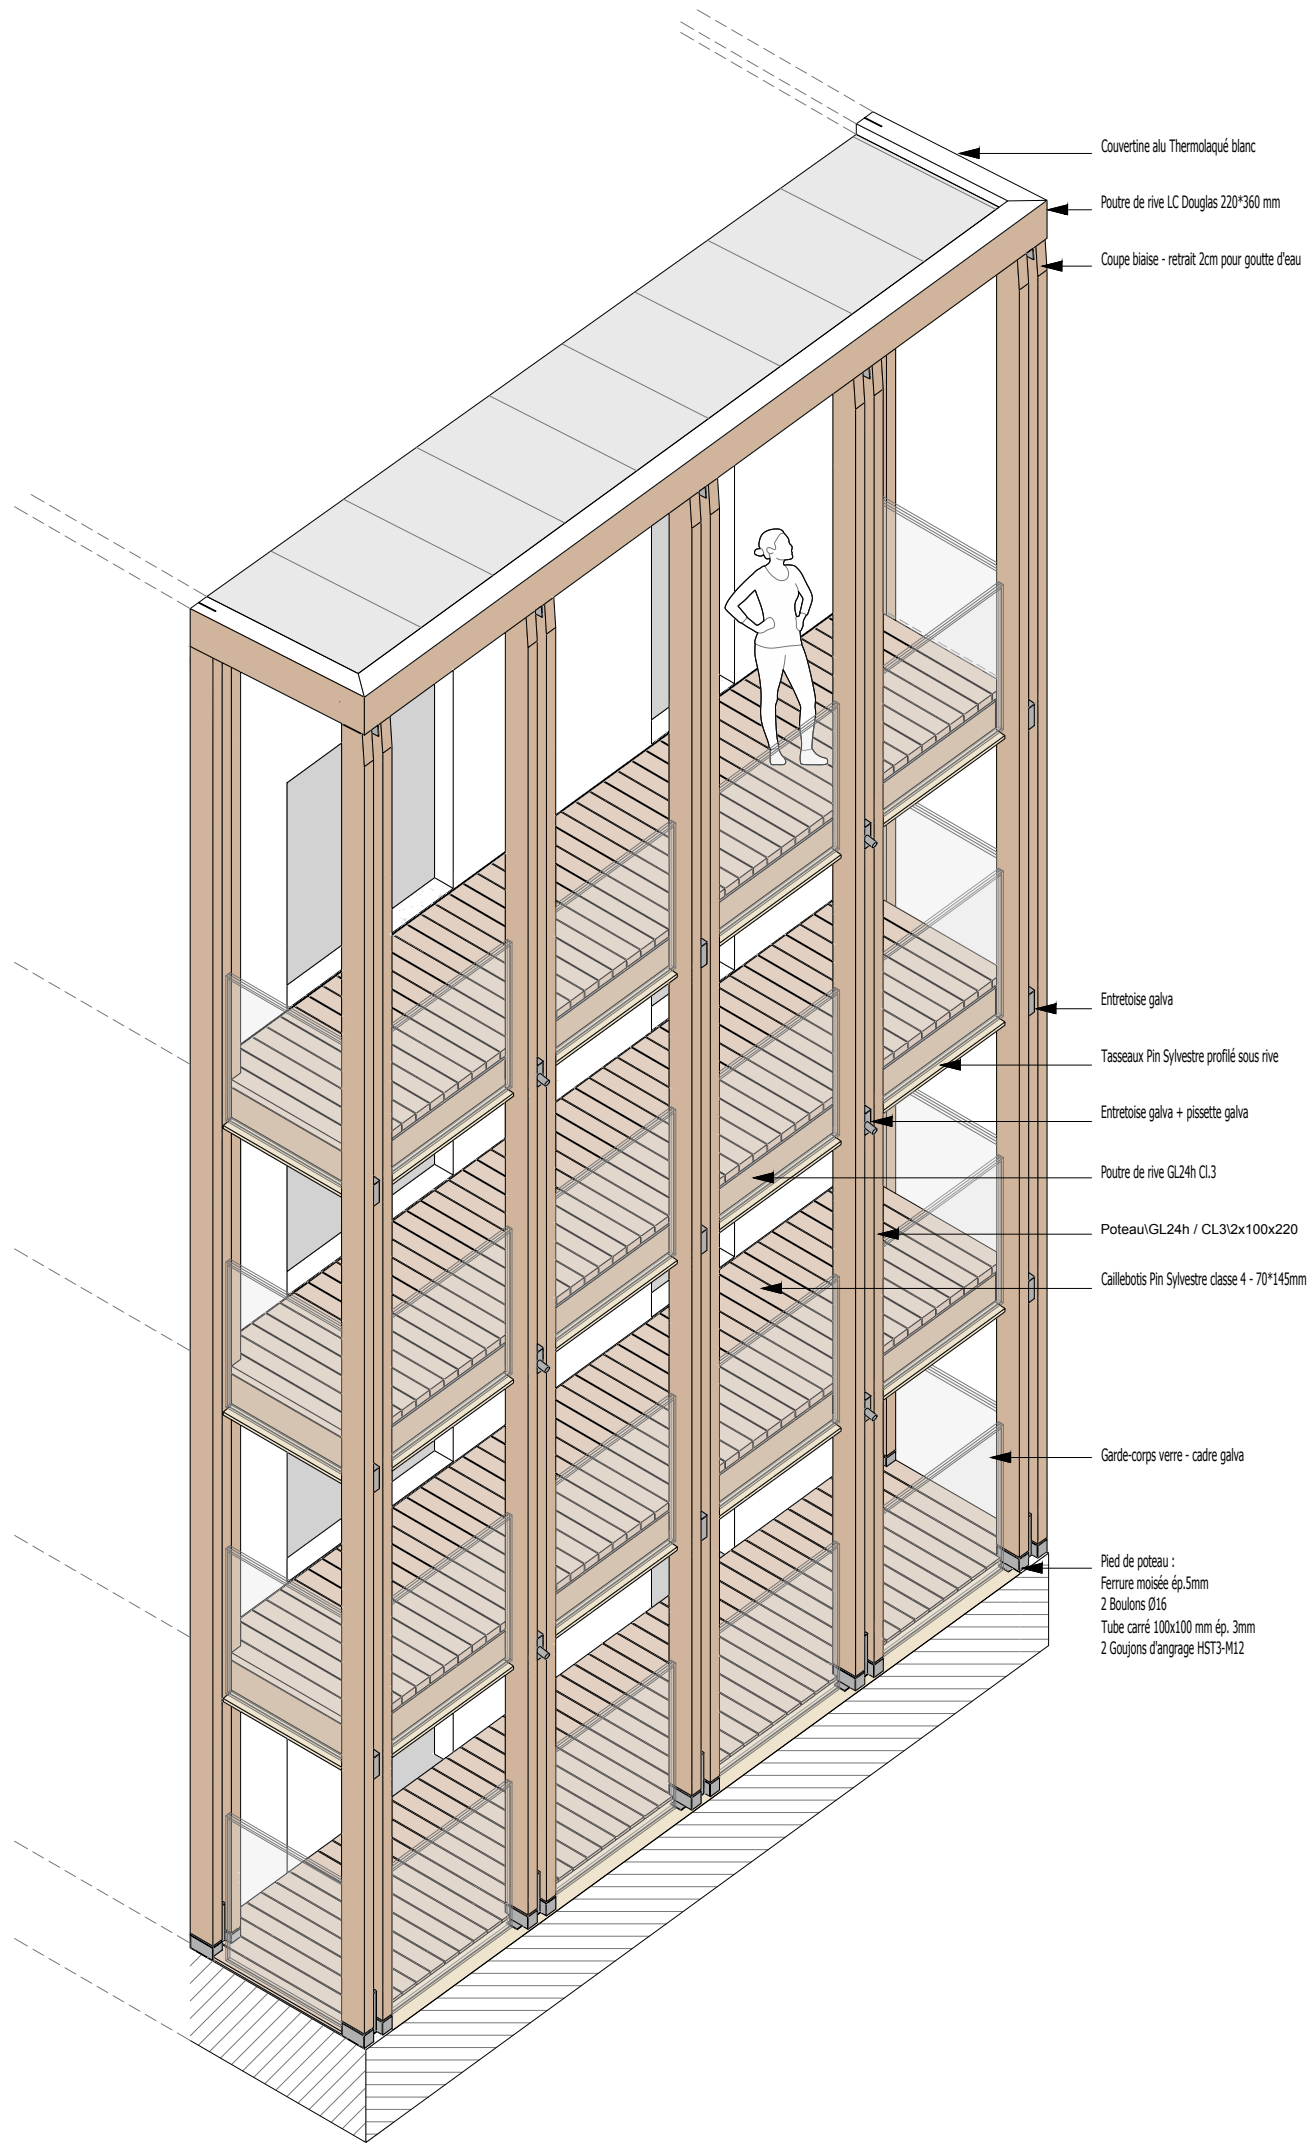 Couvertine alu Thermolaqué blanc
Poutre de rive LC Douglas 220*360 mm
Coupe biaise - retrait 2cm pour goutte d'eau
Entretoise galva
Tasseaux Pin Sylvestre profilé sous rive
Entretoise galva + pissette galva
Poutre de rive GL24h Cl.3
Poteau\GL24h / CL3\2x100x220
Caillebotis Pin Sylvestre classe 4 - 70*145mm
Garde-corps verre - cadre galva
Pied de poteau :
Ferrure moisée ép.5mm
2 Boulons Ø16
Tube carré 100x100 mm ép. 3mm
2 Goujons d'angrage HST3-M12